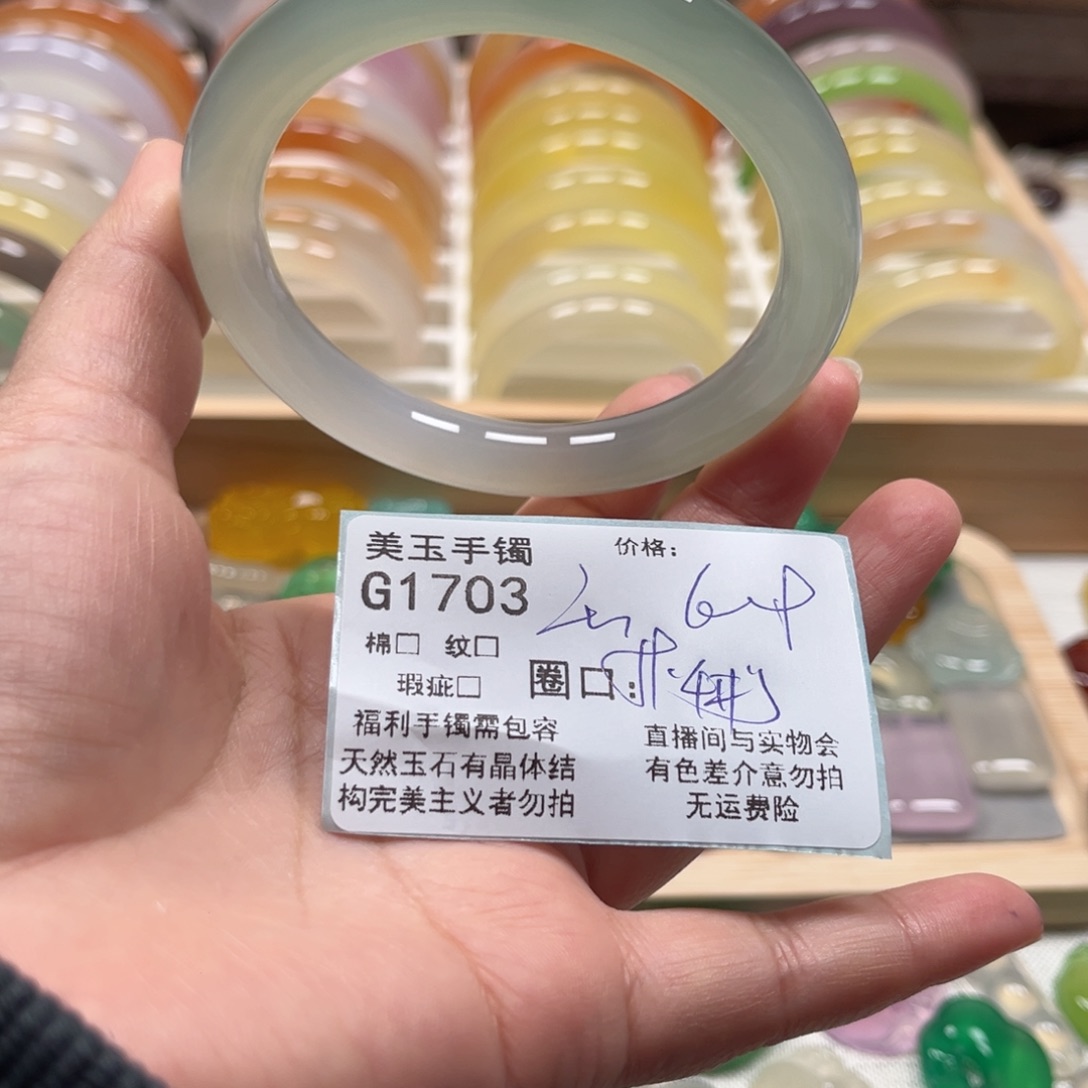 美玉手镯
价格：
G1703
棉□ 纹□
瑕疵□
圈口：
福利手镯需包容
天然玉石有晶体结
构完美主义者勿拍
直播间与实物会
有色差介意勿拍
无运费险